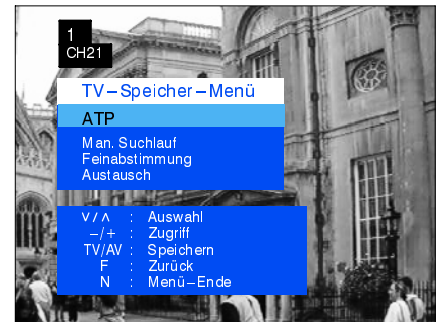 1
CH21
TV–Speicher–Menü
ATP
Man. Suchlauf
Feinabstimmung
Austausch
∨/∧ : Auswahl
–/+ : Zugriff
TV/AV : Speichern
F : Zurück
N : Menü–Ende